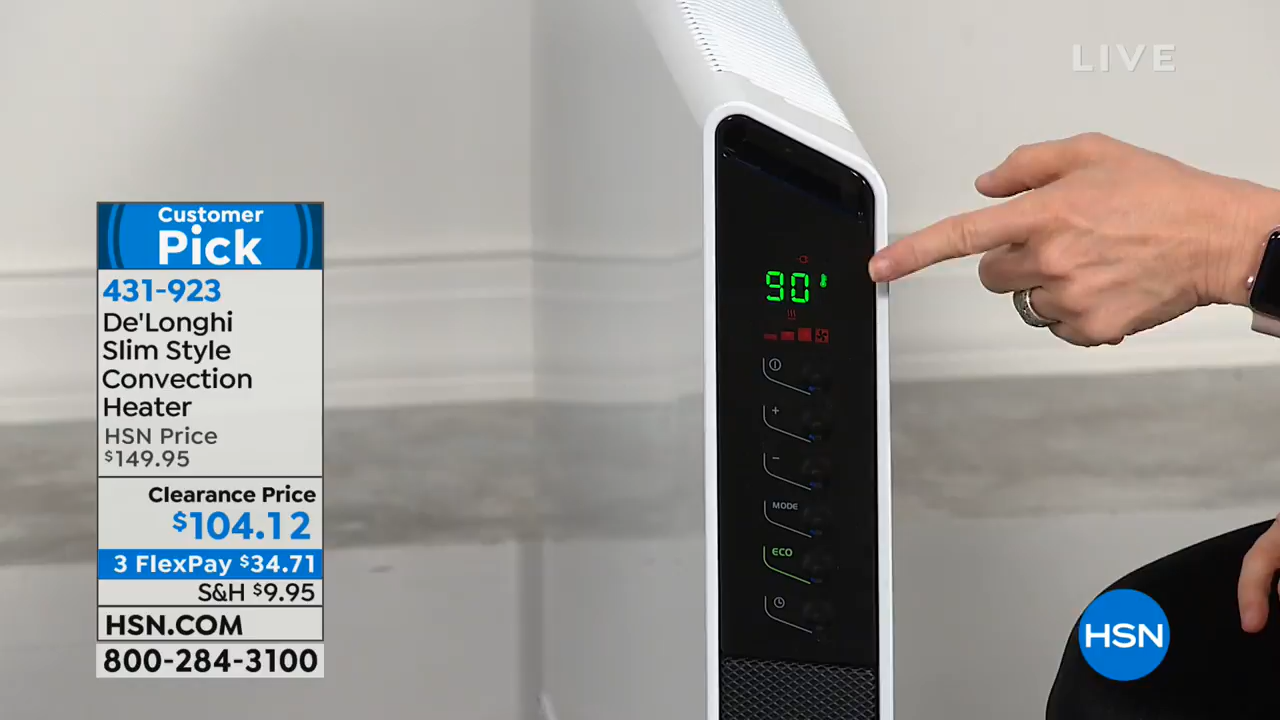 LIVE
Customer
Pick
431-923
De'Longhi
Slim Style
Convection
Heater
HSN Price
$149.95
Clearance Price
$104.12
3 FlexPay $34.71
S&H $9.95
HSN.COM
800-284-3100
90°
+
−
MODE
ECO
HSN